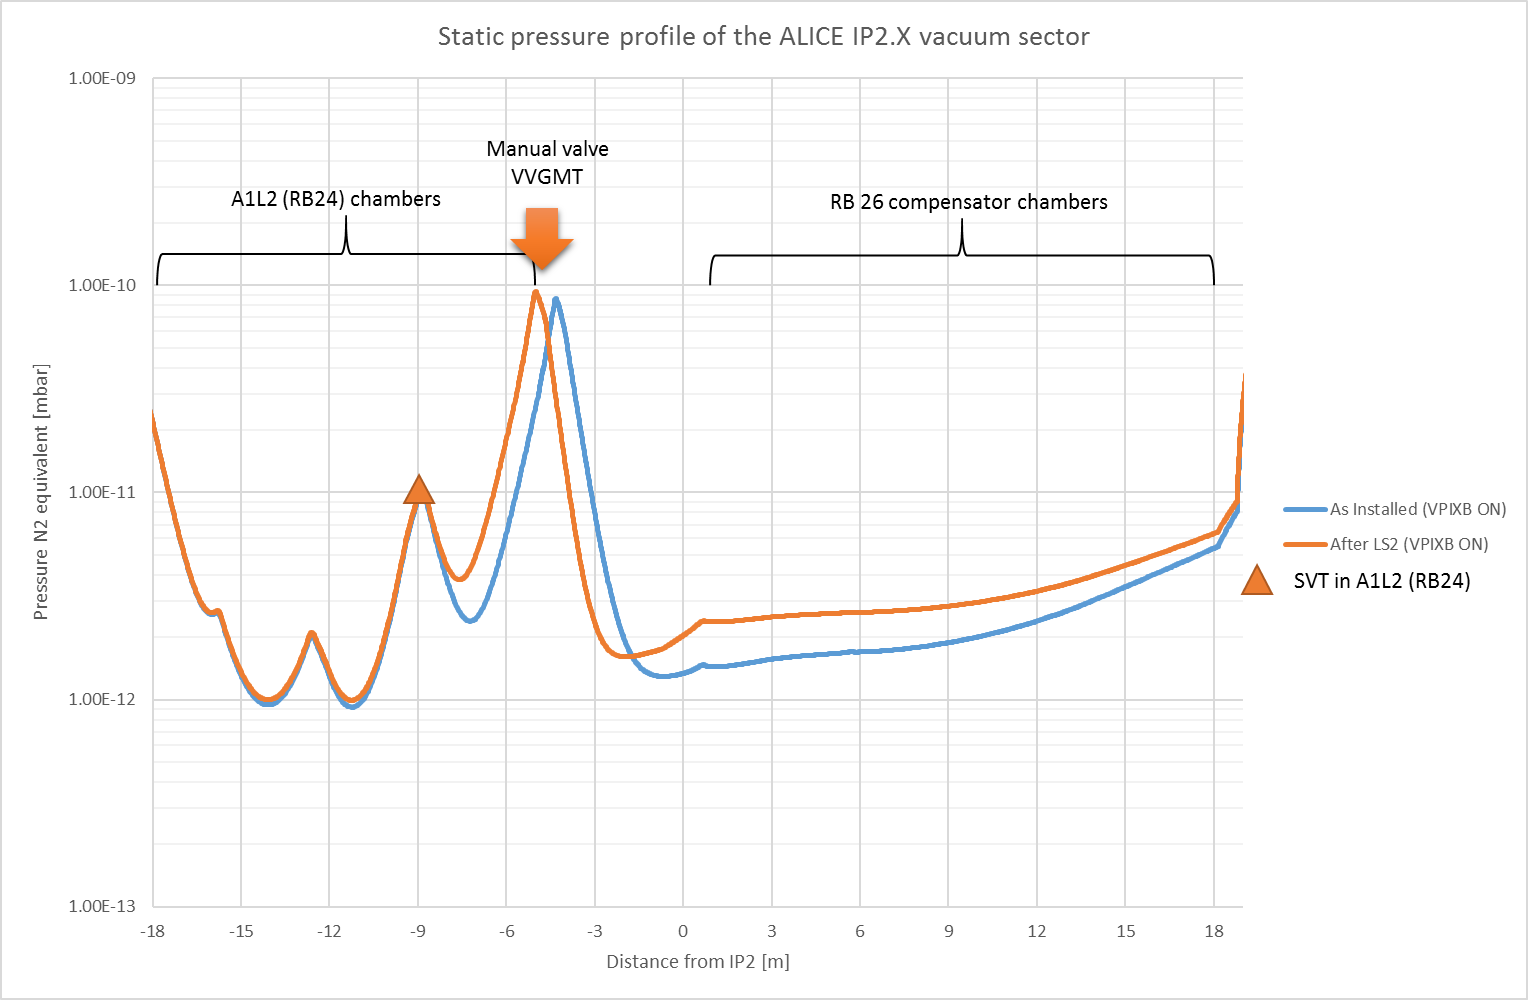 Static pressure profile of the ALICE IP2.X vacuum sector
1.00E-09
1.00E-10
1.00E-11
1.00E-12
1.00E-13
Pressure N2 equivalent [mbar]
A1L2 (RB24) chambers
Manual valve
VVGMT
RB 26 compensator chambers
As Installed (VPIXB ON)
After LS2 (VPIXB ON)
SVT in A1L2 (RB24)
-18 -15 -12 -9 -6 -3 0 3 6 9 12 15 18
Distance from IP2 [m]